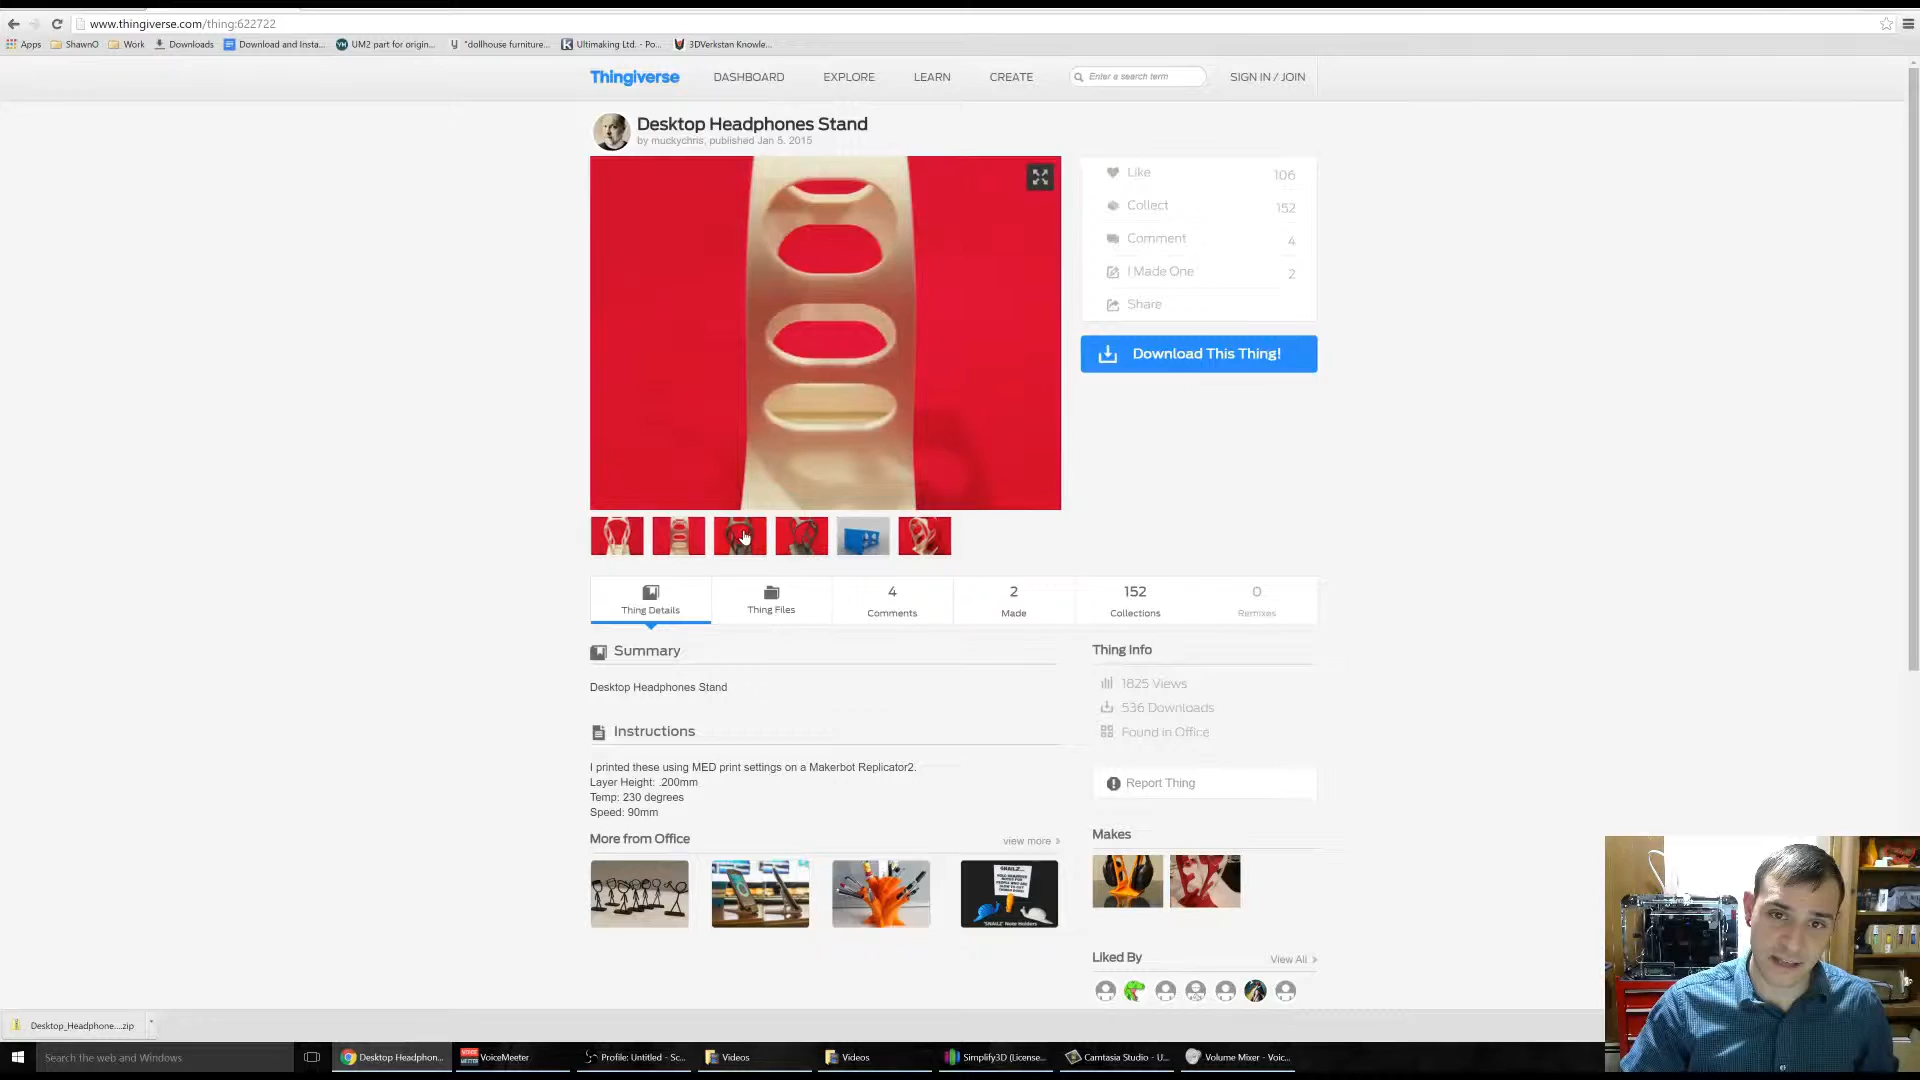 www.thingiverse.com/thing:622722
Apps ShawnO Work Downloads Download and Insta... UM2 part for origin... "dollhouse furniture... Ultimaking Ltd. - Po... 3DVerkstan Knowle...
Thingiverse DASHBOARD EXPLORE LEARN CREATE Enter a search term SIGN IN / JOIN
Desktop Headphones Stand
by muckychris, published Jan 5, 2015
Like 106
Collect 152
Comment 4
I Made One 2
Share
Download This Thing!
Thing Details
Thing Files
4
Comments
2
Made
152
Collections
0
Remixes
Summary
Desktop Headphones Stand
Instructions
I printed these using MED print settings on a Makerbot Replicator2.
Layer Height: .200mm
Temp: 230 degrees
Speed: 90mm
More from Office view more
Thing Info
1825 Views
536 Downloads
Found in Office
Report Thing
Makes
Liked By View All
Desktop_Headphone....zip
Search the web and Windows Desktop Headphon... VoiceMeeter Profile: Untitled - Sc... Videos Videos Simplify3D (License... Camtasia Studio - U... Volume Mixer - Voic...